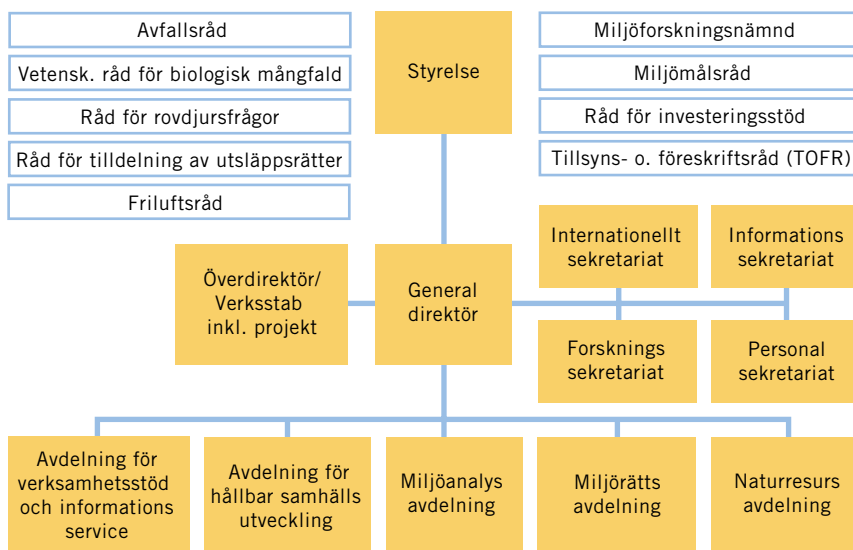 Avfallsråd
Vetensk. råd för biologisk mångfald
Råd för rovdjursfrågor
Råd för tilldelning av utsläppsrätter
Friluftsråd
Styrelse
Miljöforskningsnämnd
Miljömålsråd
Råd för investeringsstöd
Tillsyns- o. föreskriftsråd (TOFR)
Överdirektör/
Verksstab
inkl. projekt
General
direktör
Internationellt
sekretariat
Informations
sekretariat
Forsknings
sekretariat
Personal
sekretariat
Avdelning för
verksamhetsstöd
och informations
service
Avdelning för
hållbar samhälls
utveckling
Miljöanalys
avdelning
Miljörätts
avdelning
Naturresurs
avdelning